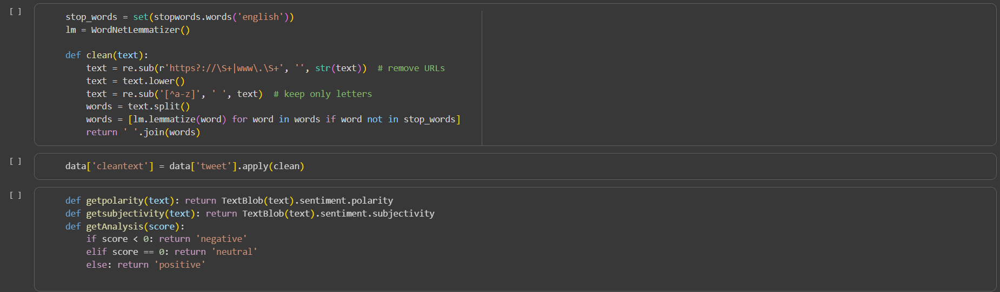 [ ]
stop_words = set(stopwords.words('english'))
lm = WordNetLemmatizer()
def clean(text):
    text = re.sub(r'https?://\S+|www\.\S+', '', str(text))  # remove URLs
    text = text.lower()
    text = re.sub('[^a-z]', ' ', text)  # keep only letters
    words = text.split()
    words = [lm.lemmatize(word) for word in words if word not in stop_words]
    return ' '.join(words)
[ ]
data['cleantext'] = data['tweet'].apply(clean)
[ ]
def getpolarity(text): return TextBlob(text).sentiment.polarity
def getsubjectivity(text): return TextBlob(text).sentiment.subjectivity
def getAnalysis(score):
    if score < 0: return 'negative'
    elif score == 0: return 'neutral'
    else: return 'positive'